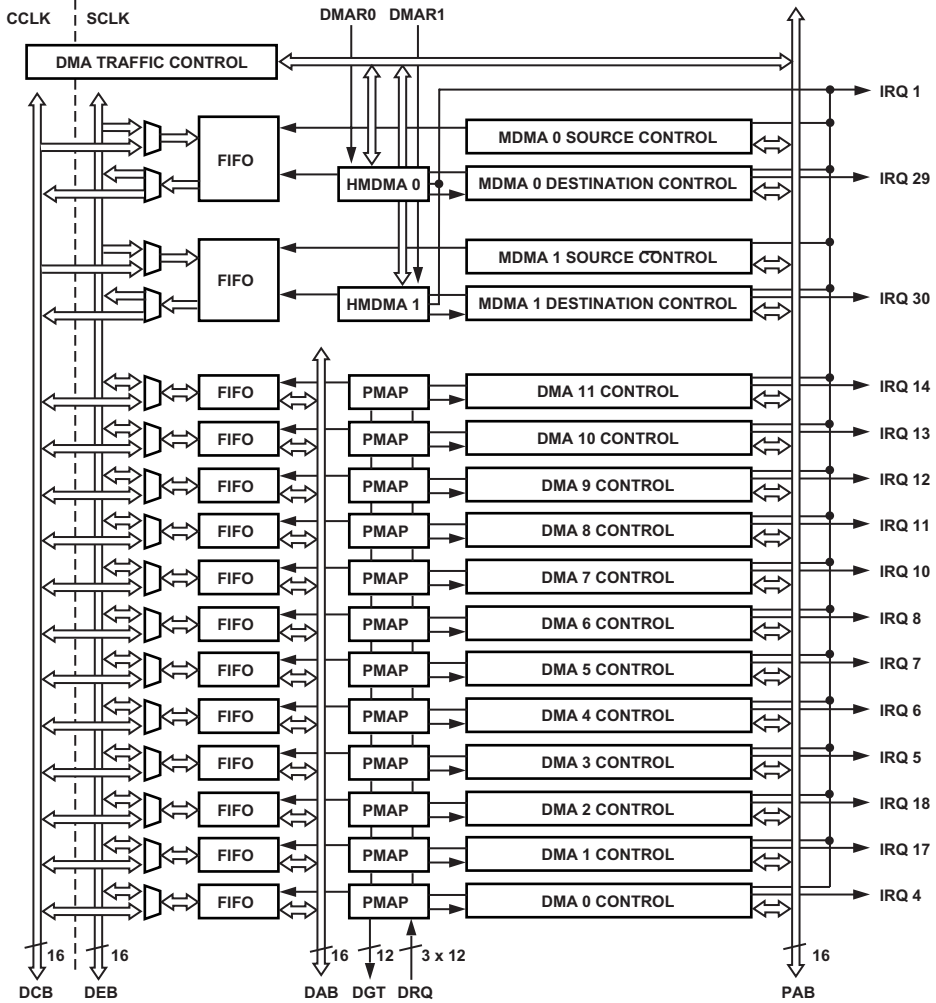 CCLK SCLK DMAR0 DMAR1
DMA TRAFFIC CONTROL
IRQ 1
MDMA 0 SOURCE CONTROL
FIFO
HMDMA 0 MDMA 0 DESTINATION CONTROL IRQ 29
MDMA 1 SOURCE CONTROL
FIFO
HMDMA 1 MDMA 1 DESTINATION CONTROL IRQ 30
FIFO PMAP DMA 11 CONTROL IRQ 14
FIFO PMAP DMA 10 CONTROL IRQ 13
FIFO PMAP DMA 9 CONTROL IRQ 12
FIFO PMAP DMA 8 CONTROL IRQ 11
FIFO PMAP DMA 7 CONTROL IRQ 10
FIFO PMAP DMA 6 CONTROL IRQ 8
FIFO PMAP DMA 5 CONTROL IRQ 7
FIFO PMAP DMA 4 CONTROL IRQ 6
FIFO PMAP DMA 3 CONTROL IRQ 5
FIFO PMAP DMA 2 CONTROL IRQ 18
FIFO PMAP DMA 1 CONTROL IRQ 17
FIFO PMAP DMA 0 CONTROL IRQ 4
16 16 16 12 3 x 12 16
DCB DEB DAB DGT DRQ PAB